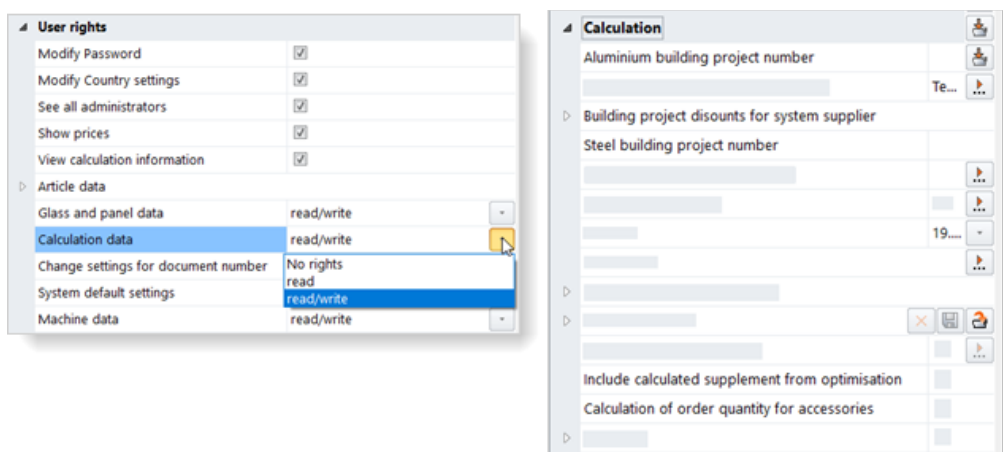 User rights
Modify Password
Modify Country settings
See all administrators
Show prices
View calculation information
Article data
Glass and panel data read/write
Calculation data read/write
Change settings for document number No rights
read
System default settings read/write
Machine data read/write
Calculation
Aluminium building project number
Te...
Building project disounts for system supplier
Steel building project number
19....
Include calculated supplement from optimisation
Calculation of order quantity for accessories